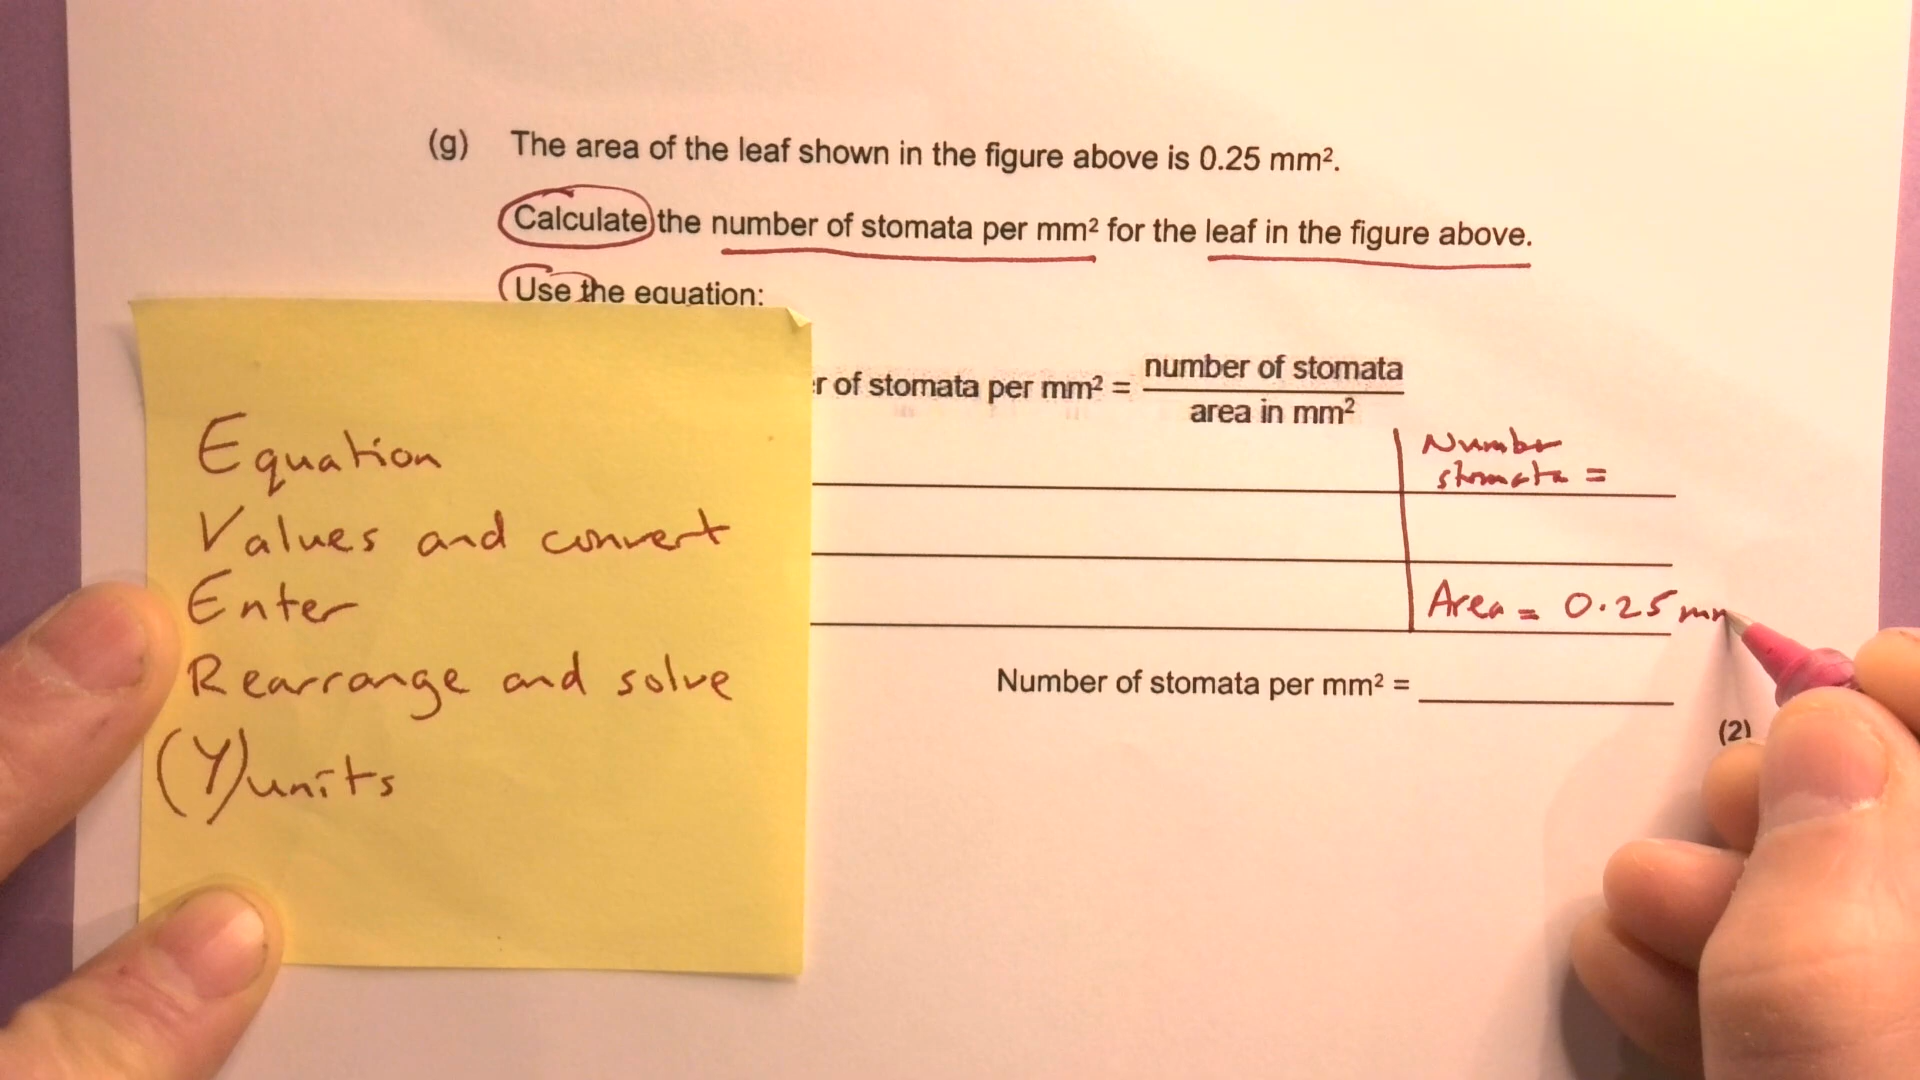 (g) The area of the leaf shown in the figure above is 0.25 mm².
Calculate the number of stomata per mm² for the leaf in the figure above.
Use the equation:
r of stomata per mm² = number of stomata
area in mm²
Number
stomata =
Area = 0.25 mm
Number of stomata per mm² =
(2)
Equation
Values and convert
Enter
Rearrange and solve
(Y) units